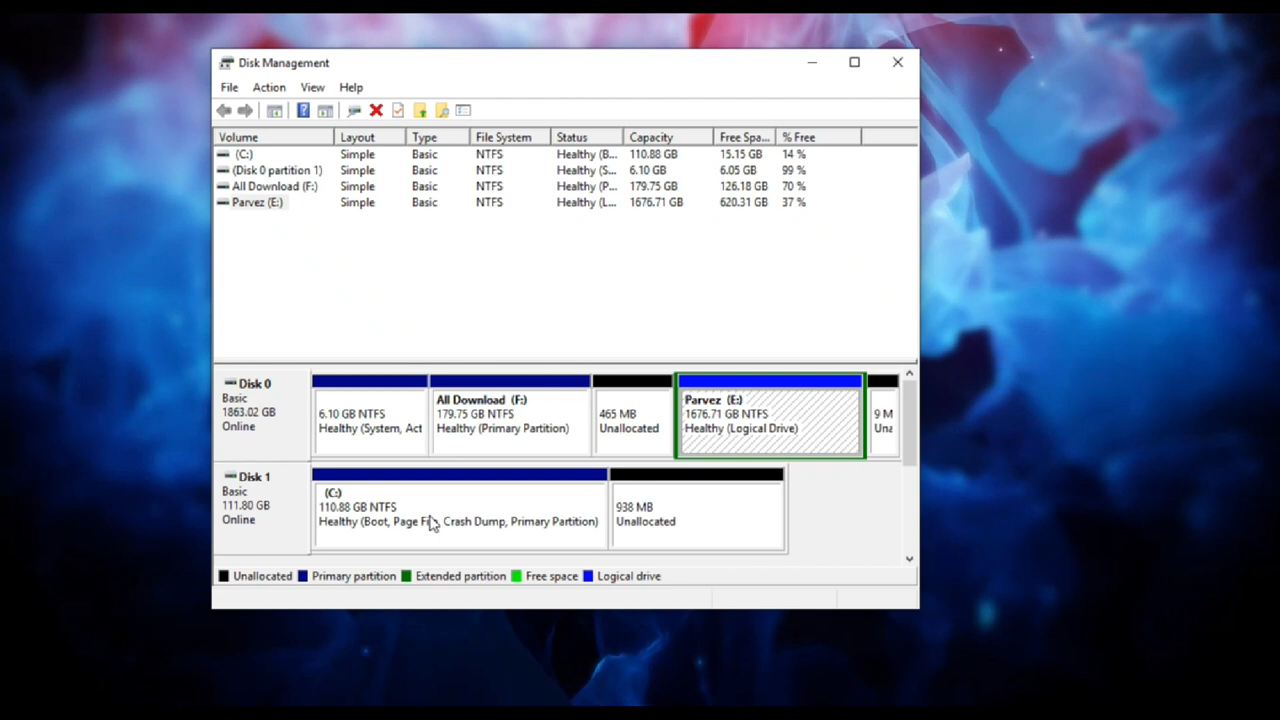 Disk Management
File Action View Help
Volume Layout Type File System Status Capacity Free Spa... % Free
(C:) Simple Basic NTFS Healthy (B... 110.88 GB 15.15 GB 14 %
(Disk 0 partition 1) Simple Basic NTFS Healthy (S... 6.10 GB 6.05 GB 99 %
All Download (F:) Simple Basic NTFS Healthy (P... 179.75 GB 126.18 GB 70 %
Parvez (E:) Simple Basic NTFS Healthy (L... 1676.71 GB 620.31 GB 37 %
Disk 0
Basic
1863.02 GB
Online
6.10 GB NTFS
Healthy (System, Act
All Download (F:)
179.75 GB NTFS
Healthy (Primary Partition)
465 MB
Unallocated
Parvez (E:)
1676.71 GB NTFS
Healthy (Logical Drive)
9 M
Una
Disk 1
Basic
111.80 GB
Online
(C:)
110.88 GB NTFS
Healthy (Boot, Page Crash Dump, Primary Partition)
938 MB
Unallocated
Unallocated Primary partition Extended partition Free space Logical drive